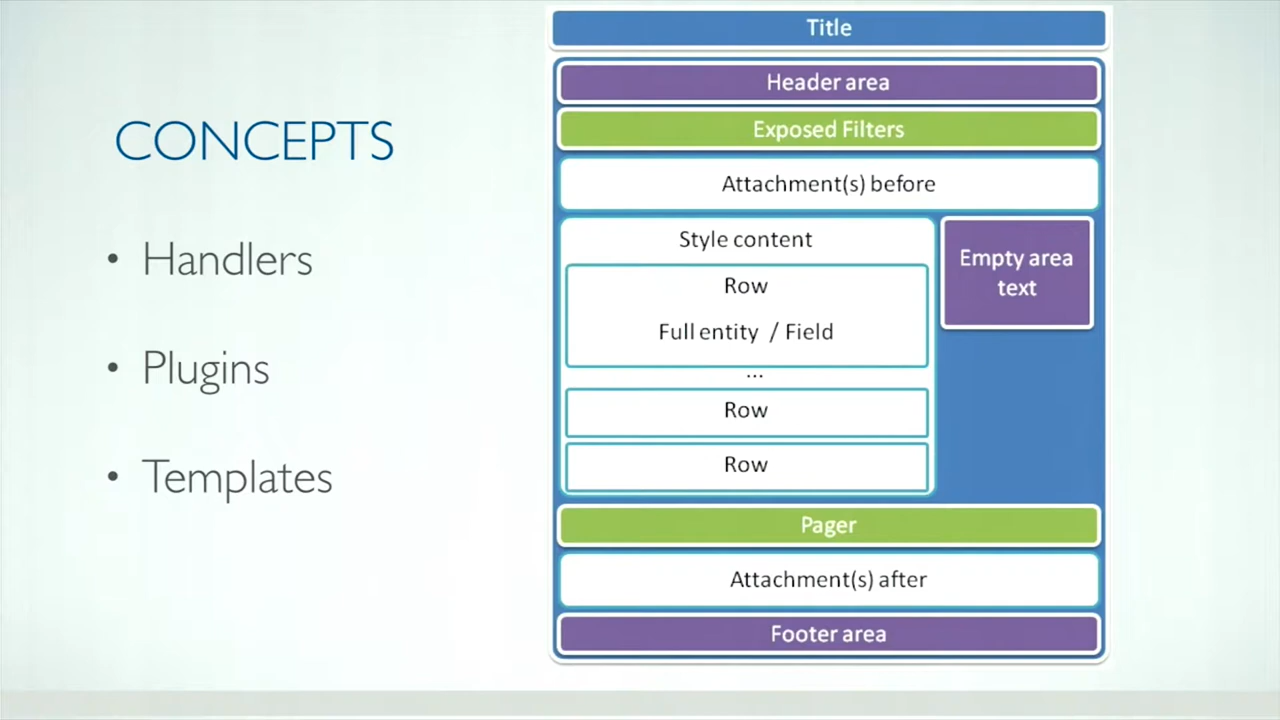 CONCEPTS
• Handlers
• Plugins
• Templates
Title
Header area
Exposed Filters
Attachment(s) before
Style content
Row
Full entity / Field
...
Row
Row
Empty area
text
Pager
Attachment(s) after
Footer area